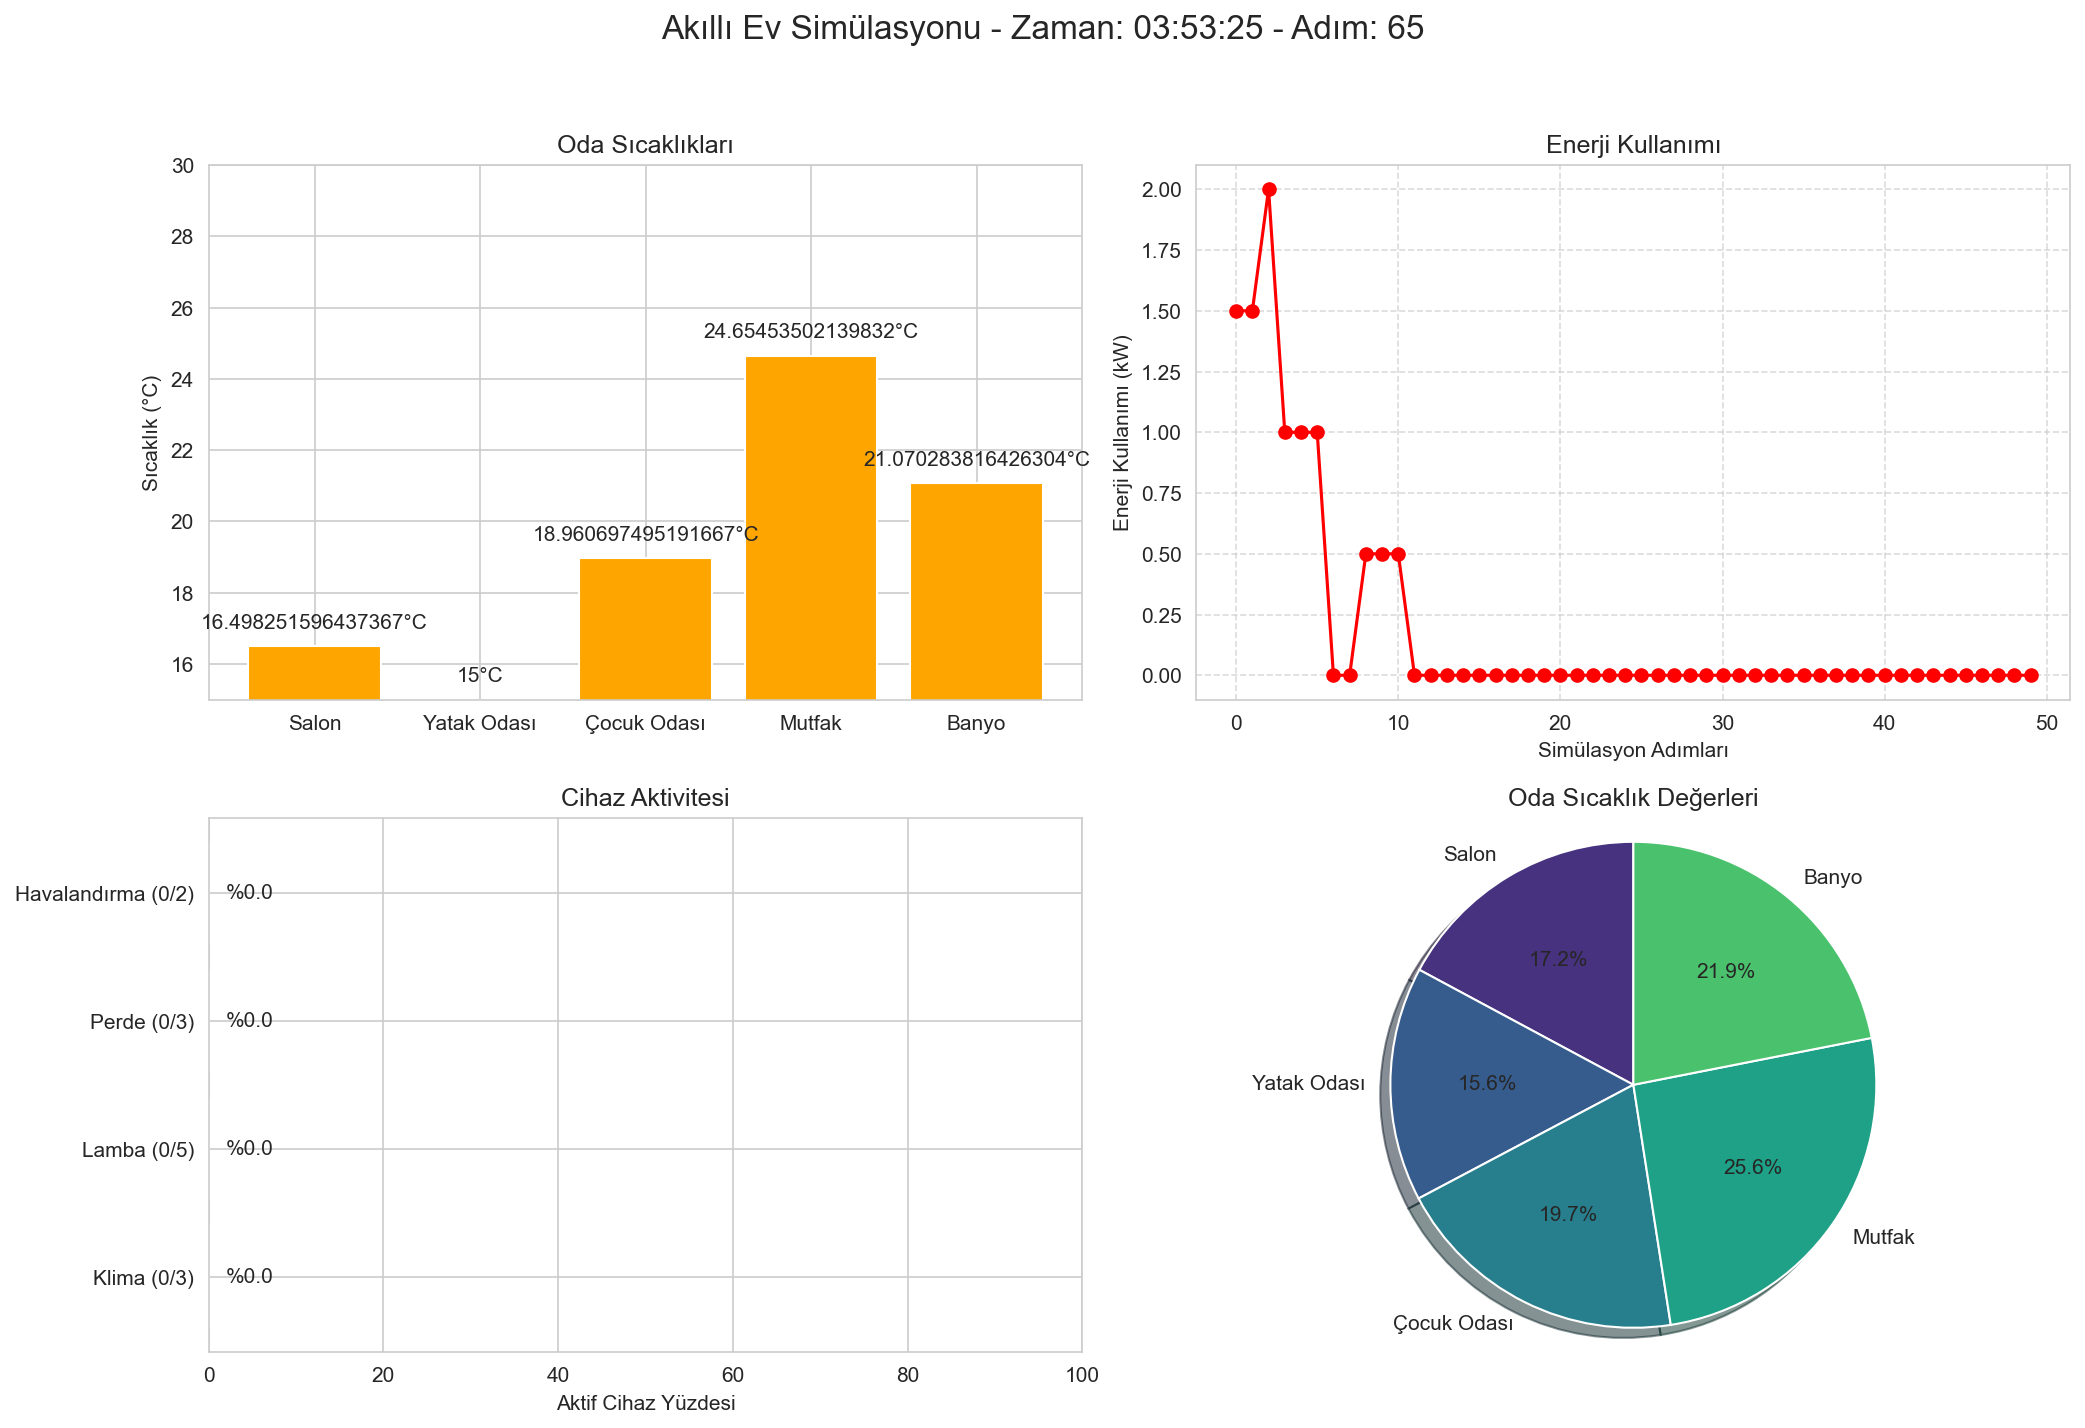 Akıllı Ev Simülasyonu - Zaman: 03:53:25 - Adım: 65
Oda Sıcaklıkları
30
28
26
24
22
20
18
16
Sıcaklık (°C)
16.498251596437367°C
15°C
18.960697495191667°C
24.65453502139832°C
21.070283816426304°C
Salon
Yatak Odası
Çocuk Odası
Mutfak
Banyo
Enerji Kullanımı
2.00
1.75
1.50
1.25
1.00
0.75
0.50
0.25
0.00
Enerji Kullanımı (kW)
0
10
20
30
40
50
Simülasyon Adımları
Cihaz Aktivitesi
Havalandırma (0/2)
%0.0
Perde (0/3)
%0.0
Lamba (0/5)
%0.0
Klima (0/3)
%0.0
0
20
40
60
80
100
Aktif Cihaz Yüzdesi
Oda Sıcaklık Değerleri
Salon
17.2%
Yatak Odası
15.6%
Çocuk Odası
19.7%
Mutfak
25.6%
Banyo
21.9%